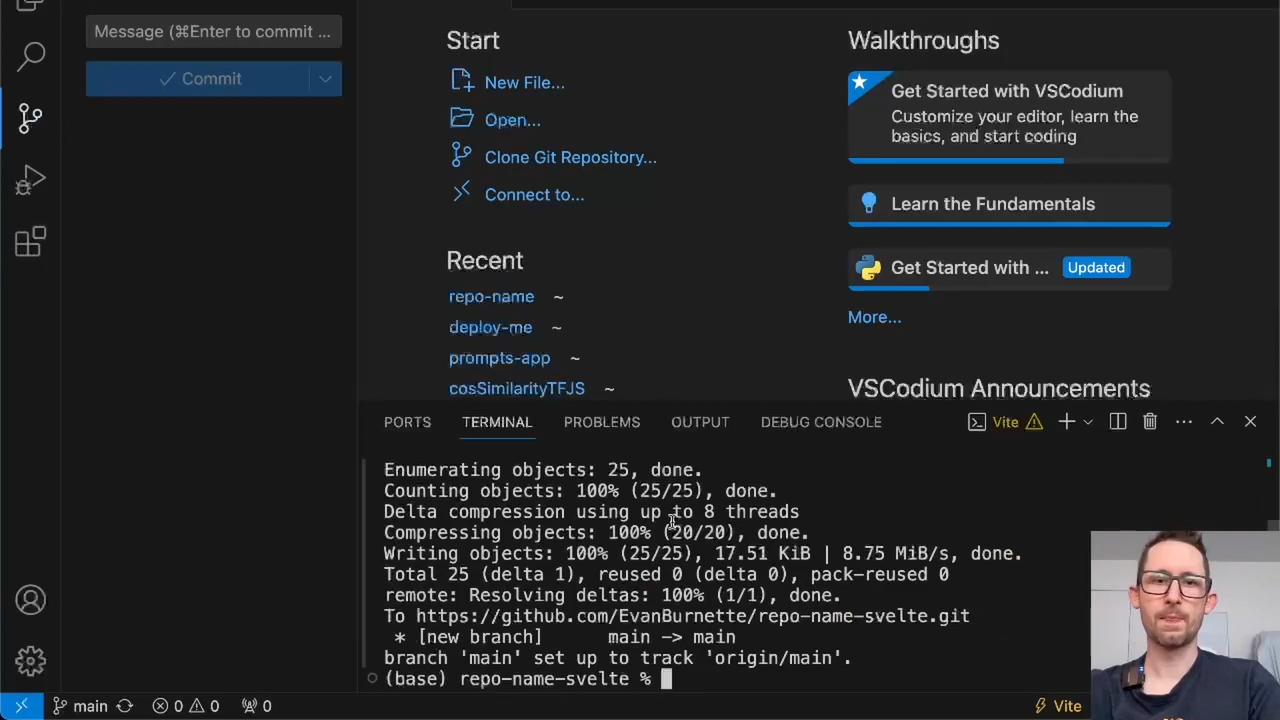 Message (⌘Enter to commit ...
Commit
Start
New File...
Open...
Clone Git Repository...
Connect to...
Recent
repo-name ~
deploy-me ~
prompts-app ~
cosSimilarityTFJS ~
Walkthroughs
Get Started with VSCodium
Customize your editor, learn the
basics, and start coding
Learn the Fundamentals
Get Started with ... Updated
More...
VSCodium Announcements
PORTS TERMINAL PROBLEMS OUTPUT DEBUG CONSOLE Vite
Enumerating objects: 25, done.
Counting objects: 100% (25/25), done.
Delta compression using up to 8 threads
Compressing objects: 100% (20/20), done.
Writing objects: 100% (25/25), 17.51 KiB | 8.75 MiB/s, done.
Total 25 (delta 1), reused 0 (delta 0), pack-reused 0
remote: Resolving deltas: 100% (1/1), done.
To https://github.com/EvanBurnette/repo-name-svelte.git
* [new branch] main -> main
branch 'main' set up to track 'origin/main'.
(base) repo-name-svelte %
main 0 0 0 Vite